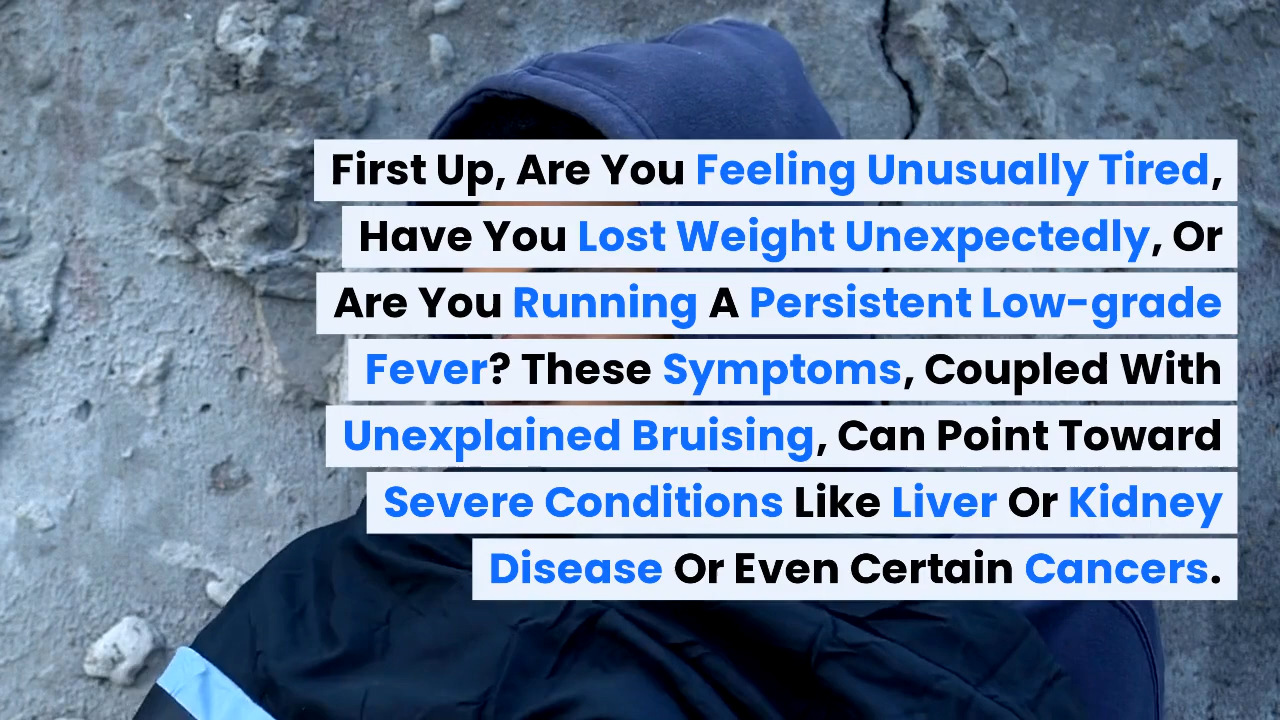 First Up, Are You Feeling Unusually Tired,
Have You Lost Weight Unexpectedly, Or
Are You Running A Persistent Low-grade
Fever? These Symptoms, Coupled With
Unexplained Bruising, Can Point Toward
Severe Conditions Like Liver Or Kidney
Disease Or Even Certain Cancers.